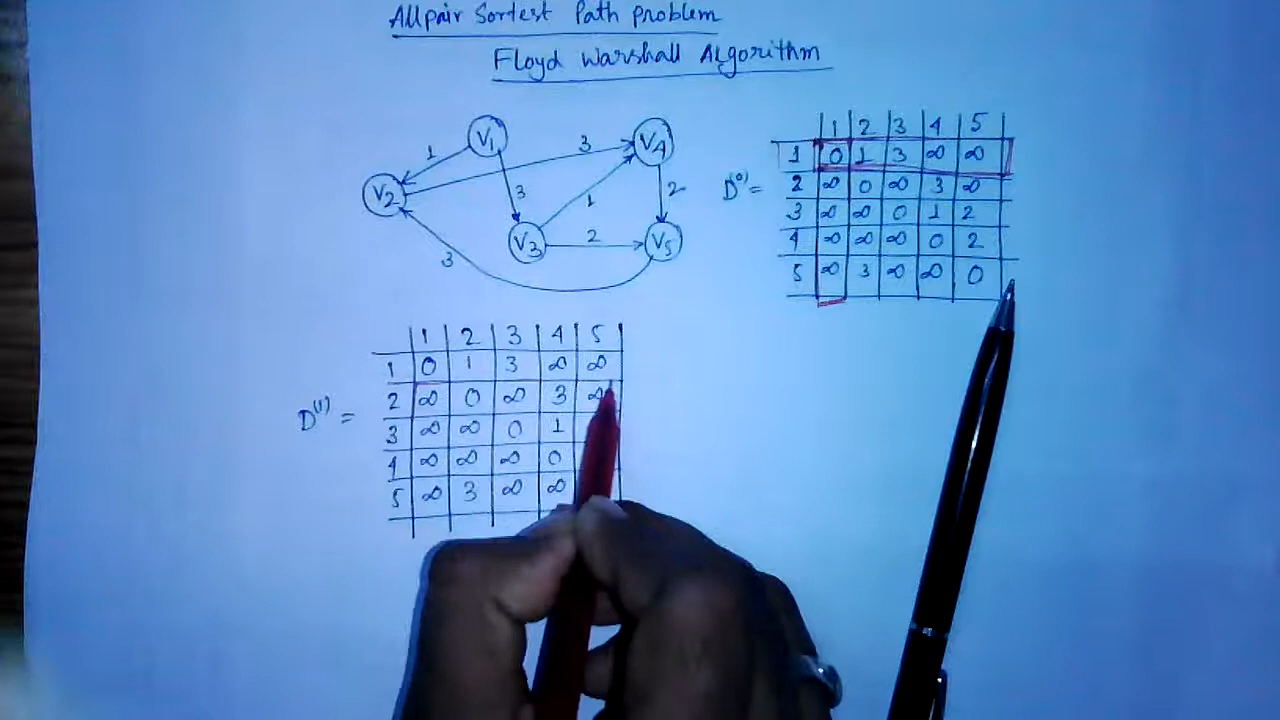 Allpair Sortest Path problem
Floyd Warshall Algorithm
V1 V2 V3 V4 V5
1 3 3 1 2 2 3
D(0) =
1 2 3 4 5
1 0 1 3 ∞ ∞
2 ∞ 0 ∞ 3 ∞
3 ∞ ∞ 0 1 2
4 ∞ ∞ ∞ 0 2
5 ∞ 3 ∞ ∞ 0
D(1) =
1 2 3 4 5
1 0 1 3 ∞ ∞
2 ∞ 0 ∞ 3 ∞
3 ∞ ∞ 0 1
4 ∞ ∞ ∞ 0
5 ∞ 3 ∞ ∞